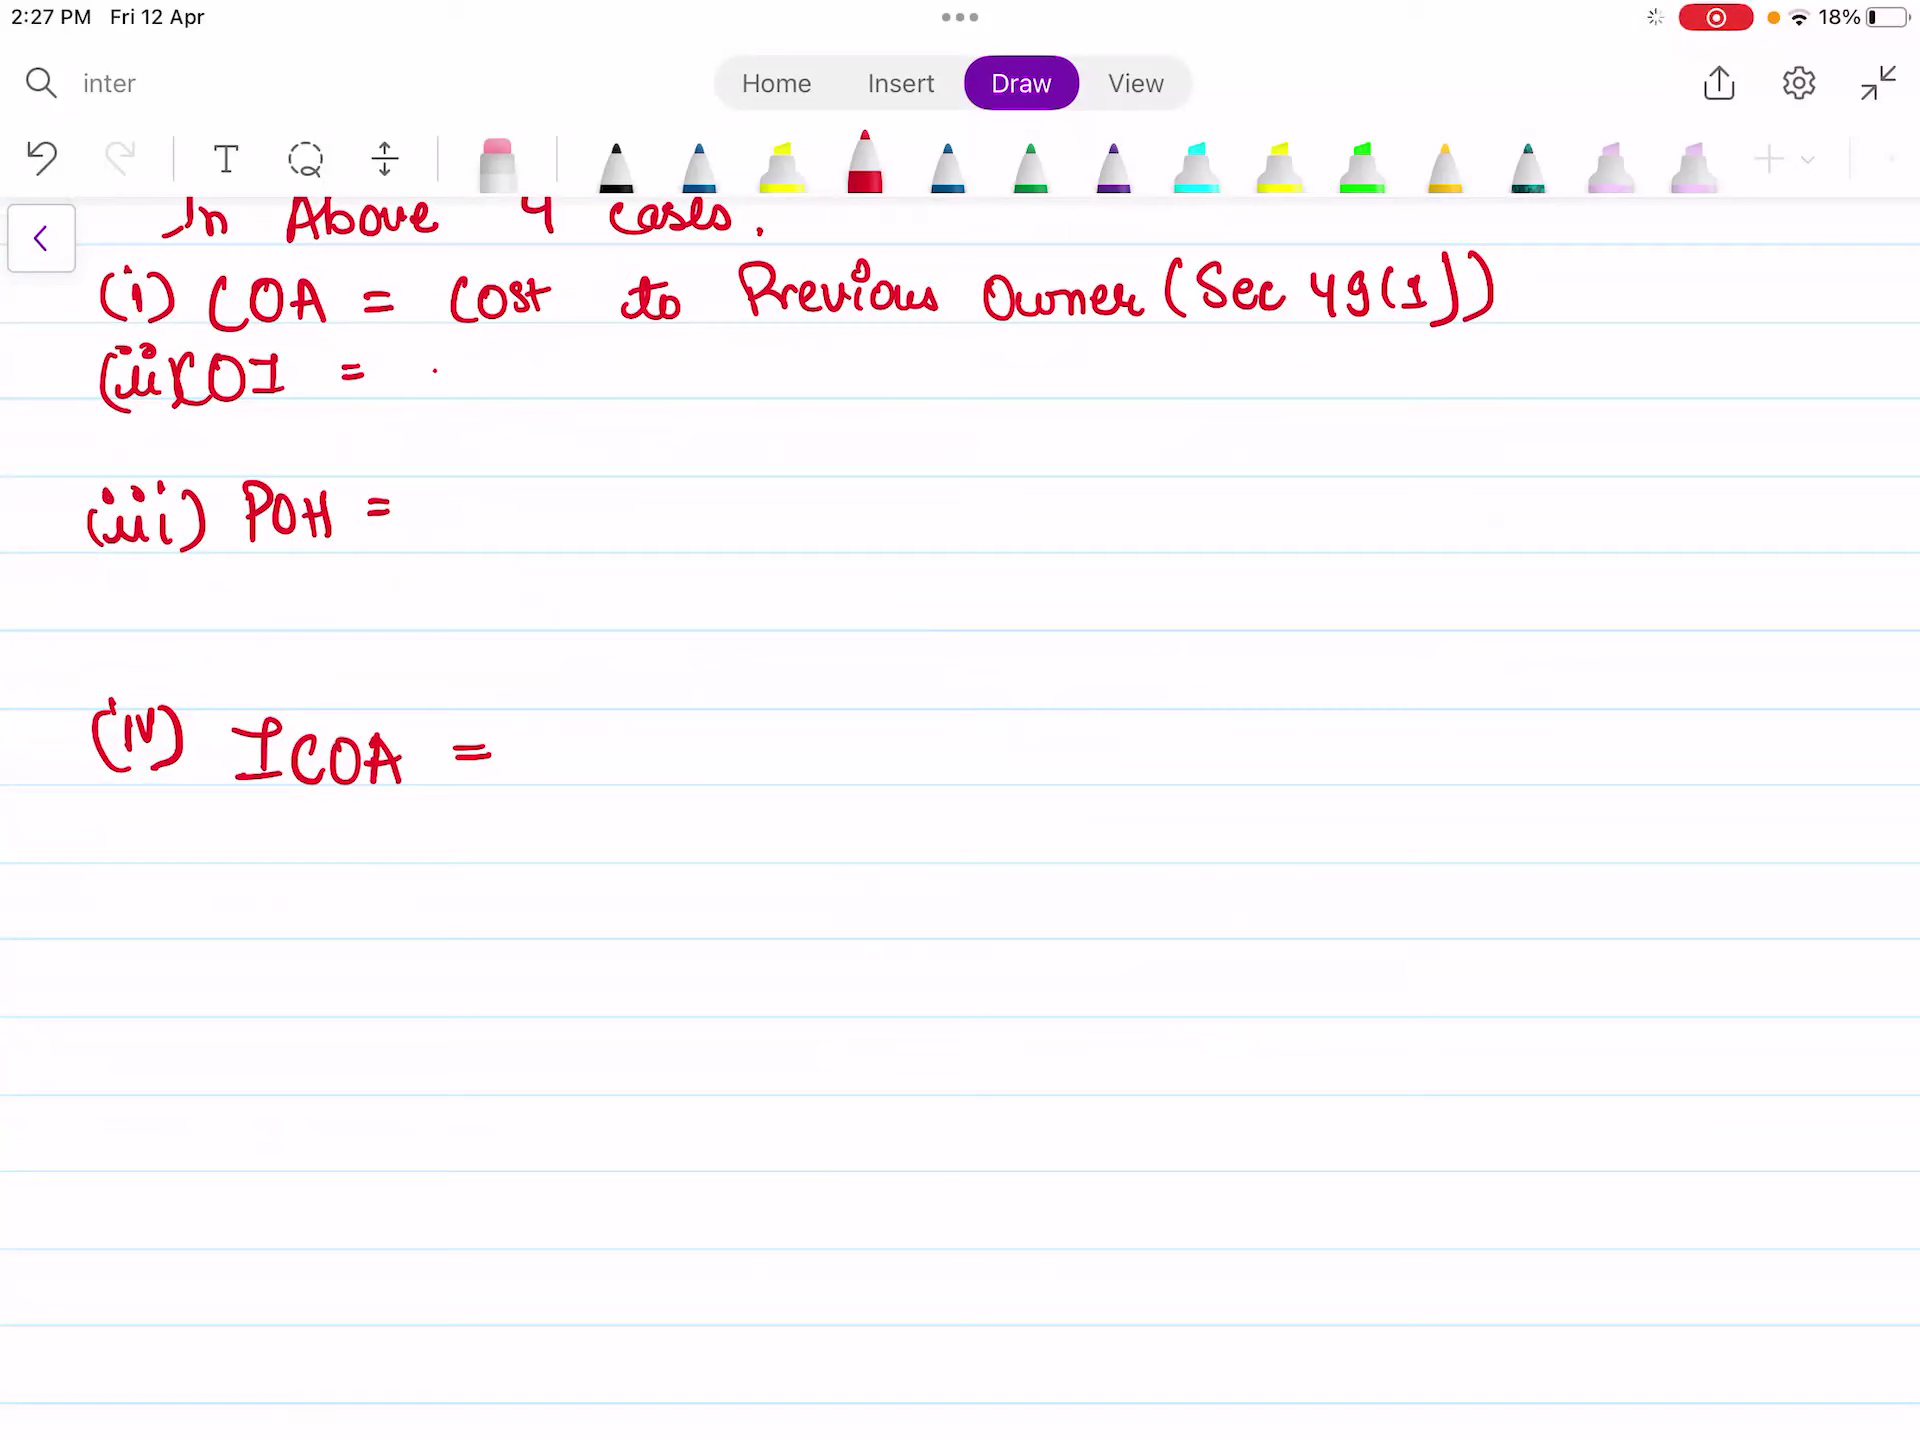 2:27 PM Fri 12 Apr 18%
inter Home Insert Draw View
T
In Above 4 cases.
(i) COA = Cost to Previous Owner (Sec 49(1))
(ii) COI = .
(iii) POH =
(iv) ICOA =